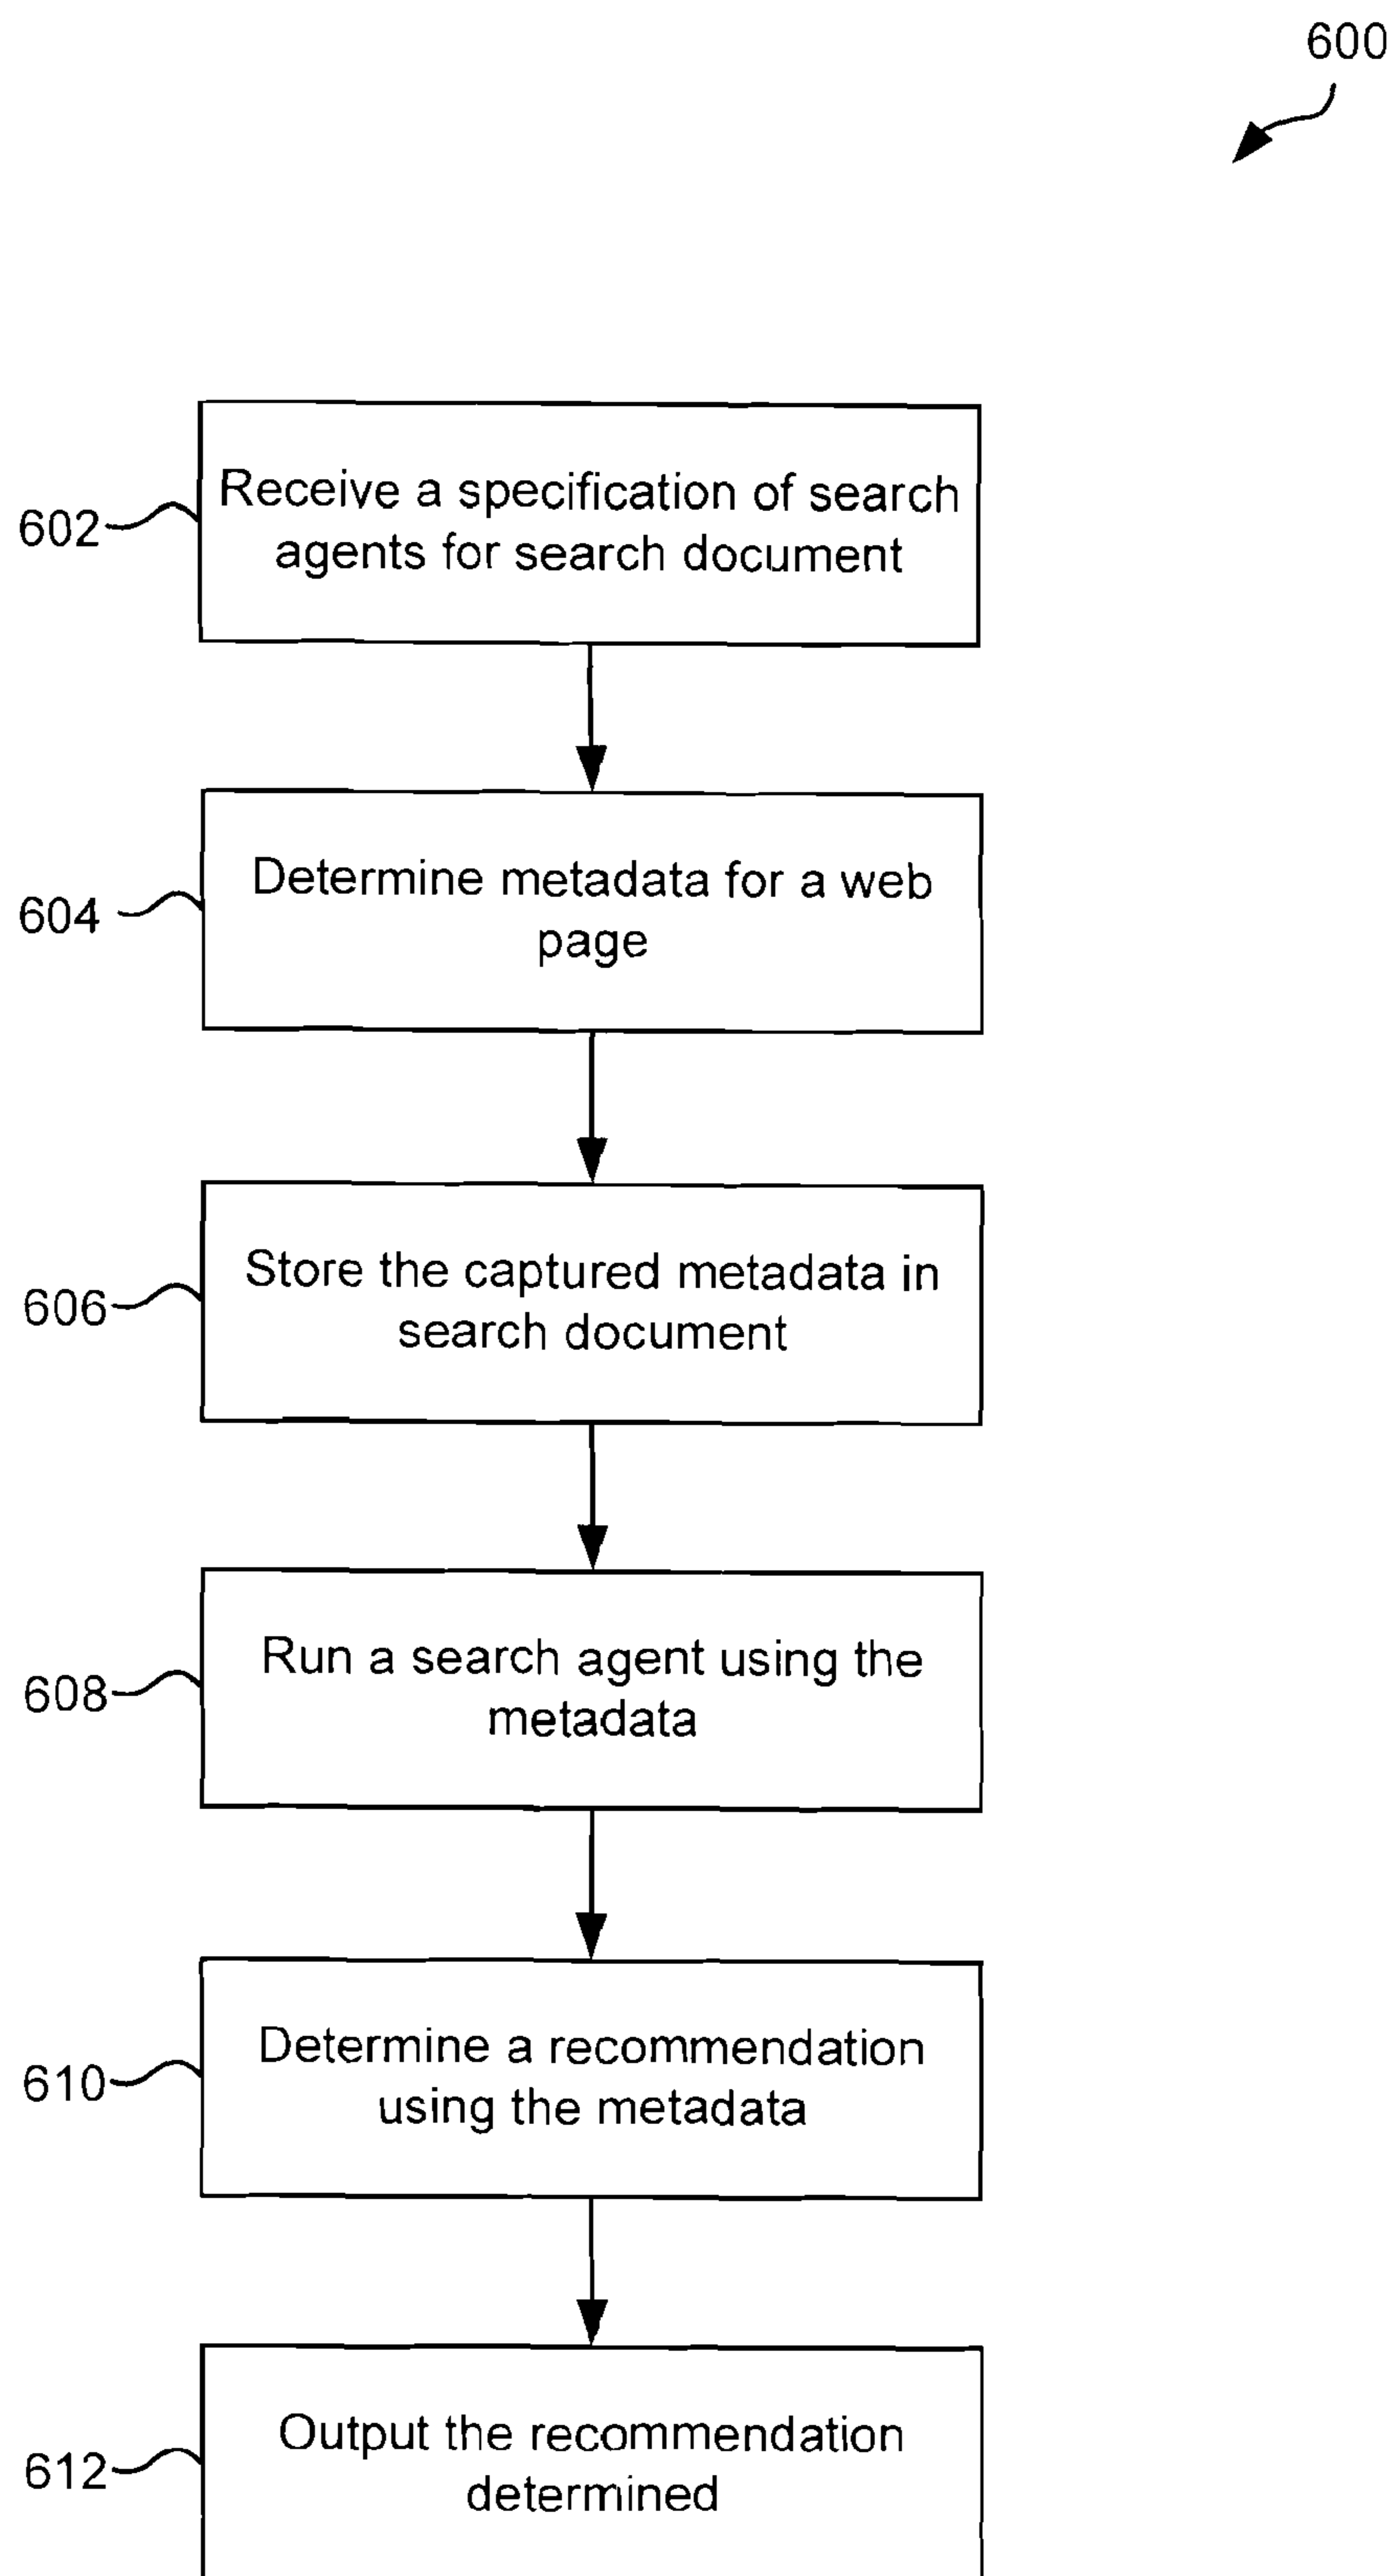 600
602
Receive a specification of search
agents for search document
604
Determine metadata for a web
page
606
Store the captured metadata in
search document
608
Run a search agent using the
metadata
610
Determine a recommendation
using the metadata
612
Output the recommendation
determined